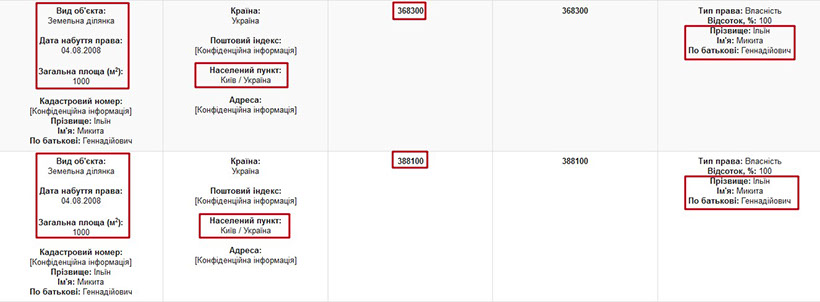 Вид об'єкта:
Земельна ділянка
Дата набуття права:
04.08.2008
Загальна площа (м²):
1000
Кадастровий номер:
[Конфіденційна інформація]
Прізвище: Ільїн
Ім'я: Микита
По батькові: Геннадійович
Країна:
Україна
Поштовий індекс:
[Конфіденційна інформація]
Населений пункт:
Київ / Україна
Адреса:
[Конфіденційна інформація]
368300
368300
Тип права: Власність
Відсоток, %: 100
Прізвище: Ільїн
Ім'я: Микита
По батькові: Геннадійович
Вид об'єкта:
Земельна ділянка
Дата набуття права:
04.08.2008
Загальна площа (м²):
1000
Кадастровий номер:
[Конфіденційна інформація]
Прізвище: Ільїн
Ім'я: Микита
По батькові: Геннадійович
Країна:
Україна
Поштовий індекс:
[Конфіденційна інформація]
Населений пункт:
Київ / Україна
Адреса:
[Конфіденційна інформація]
388100
388100
Тип права: Власність
Відсоток, %: 100
Прізвище: Ільїн
Ім'я: Микита
По батькові: Геннадійович